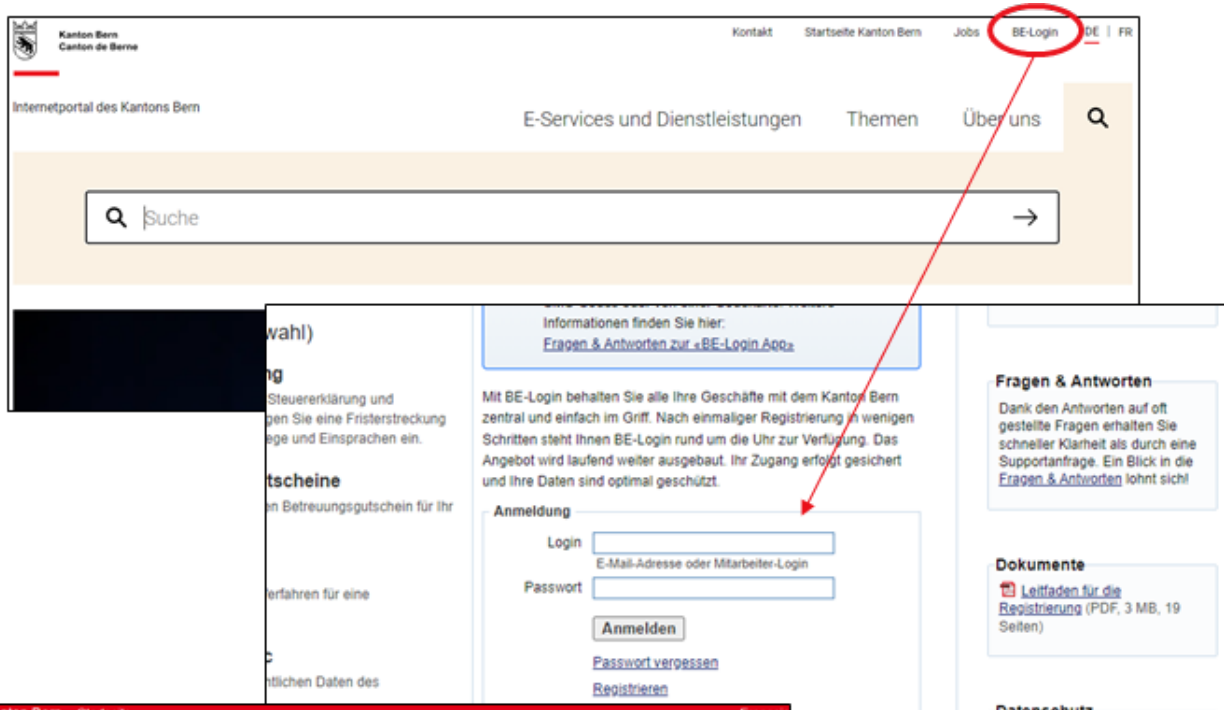 Kanton Bern
Canton de Berne
Kontakt Startseite Kanton Bern Jobs BE-Login DE | FR
Internetportal des Kantons Bern
E-Services und Dienstleistungen Themen Über uns
Suche
wahl)
ng
Steuererklärung und
gen Sie eine Fristerstreckung
ege und Einsprachen ein.
tscheine
en Betreuungsgutschein für Ihr
erfahren für eine
ntlichen Daten des
Informationen finden Sie hier:
Fragen & Antworten zur «BE-Login App»
Mit BE-Login behalten Sie alle Ihre Geschäfte mit dem Kanton Bern
zentral und einfach im Griff. Nach einmaliger Registrierung in wenigen
Schritten steht Ihnen BE-Login rund um die Uhr zur Verfügung. Das
Angebot wird laufend weiter ausgebaut. Ihr Zugang erfolgt gesichert
und Ihre Daten sind optimal geschützt.
Anmeldung
Login
E-Mail-Adresse oder Mitarbeiter-Login
Passwort
Anmelden
Passwort vergessen
Registrieren
Fragen & Antworten
Dank den Antworten auf oft
gestellte Fragen erhalten Sie
schneller Klarheit als durch eine
Supportanfrage. Ein Blick in die
Fragen & Antworten lohnt sich!
Dokumente
Leitfaden für die
Registrierung (PDF, 3 MB, 19
Seiten)
Datenschutz